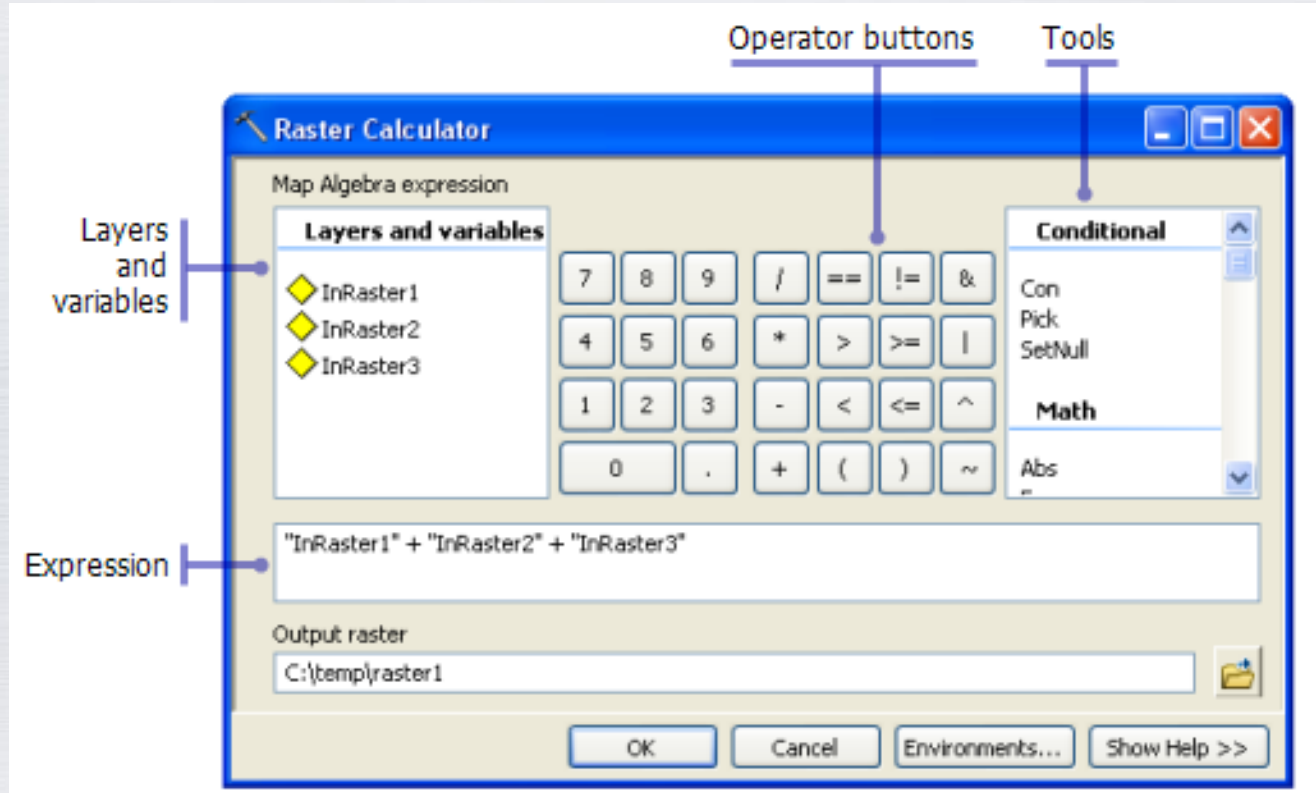 Operator buttons
Tools
Raster Calculator
Map Algebra expression
Layers
and
variables
Layers and variables
InRaster1
InRaster2
InRaster3
7 8 9 / == != &
4 5 6 * > >= |
1 2 3 - < <= ^
0 . + ( ) ~
Conditional
Con
Pick
SetNull
Math
Abs
Expression
"InRaster1" + "InRaster2" + "InRaster3"
Output raster
C:\temp\raster1
OK
Cancel
Environments...
Show Help >>